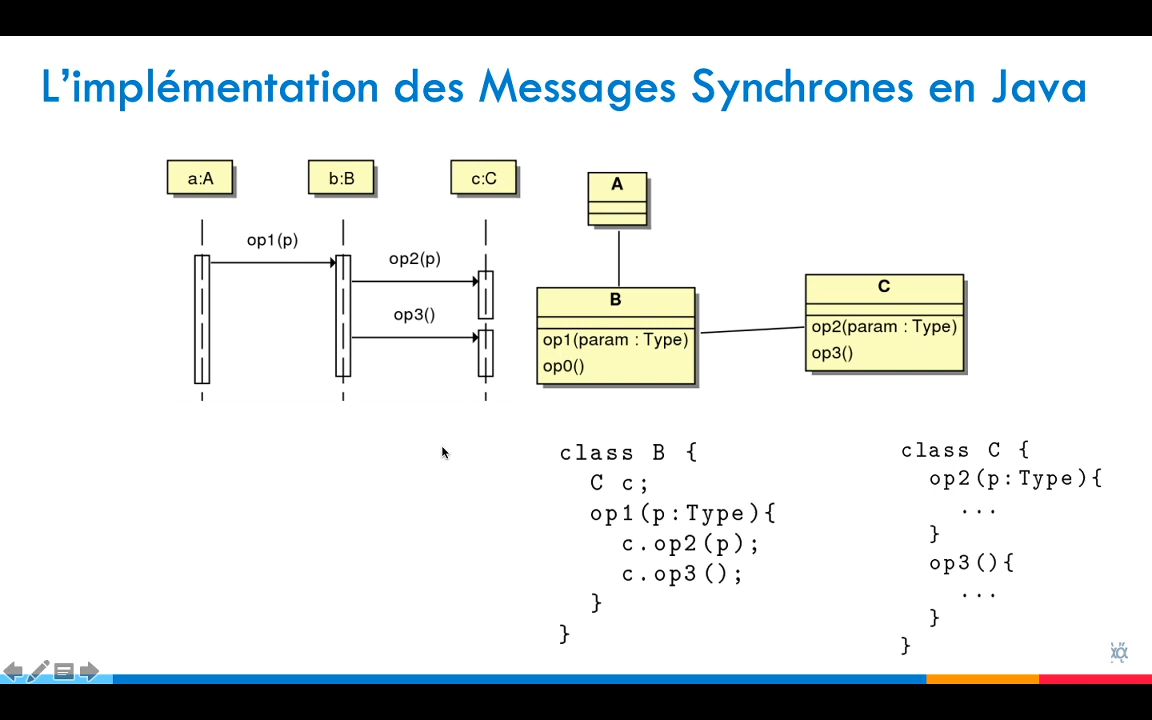 L'implémentation des Messages Synchrones en Java
a:A
b:B
c:C
op1(p)
op2(p)
op3()
A
B
op1(param : Type)
op0()
C
op2(param : Type)
op3()
class B {
C c;
op1(p:Type){
c.op2(p);
c.op3();
}
}
class C {
op2(p:Type){
...
}
op3(){
...
}
}